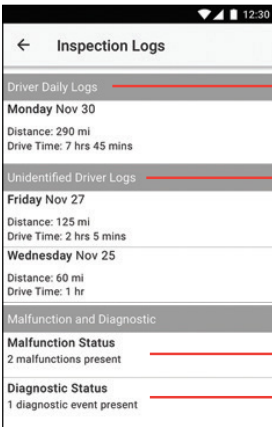 12:30
Inspection Logs
Driver Daily Logs
Monday Nov 30
Distance: 290 mi
Drive Time: 7 hrs 45 mins
Unidentified Driver Logs
Friday Nov 27
Distance: 125 mi
Drive Time: 2 hrs 5 mins
Wednesday Nov 25
Distance: 60 mi
Drive Time: 1 hr
Malfunction and Diagnostic
Malfunction Status
2 malfunctions present
Diagnostic Status
1 diagnostic event present